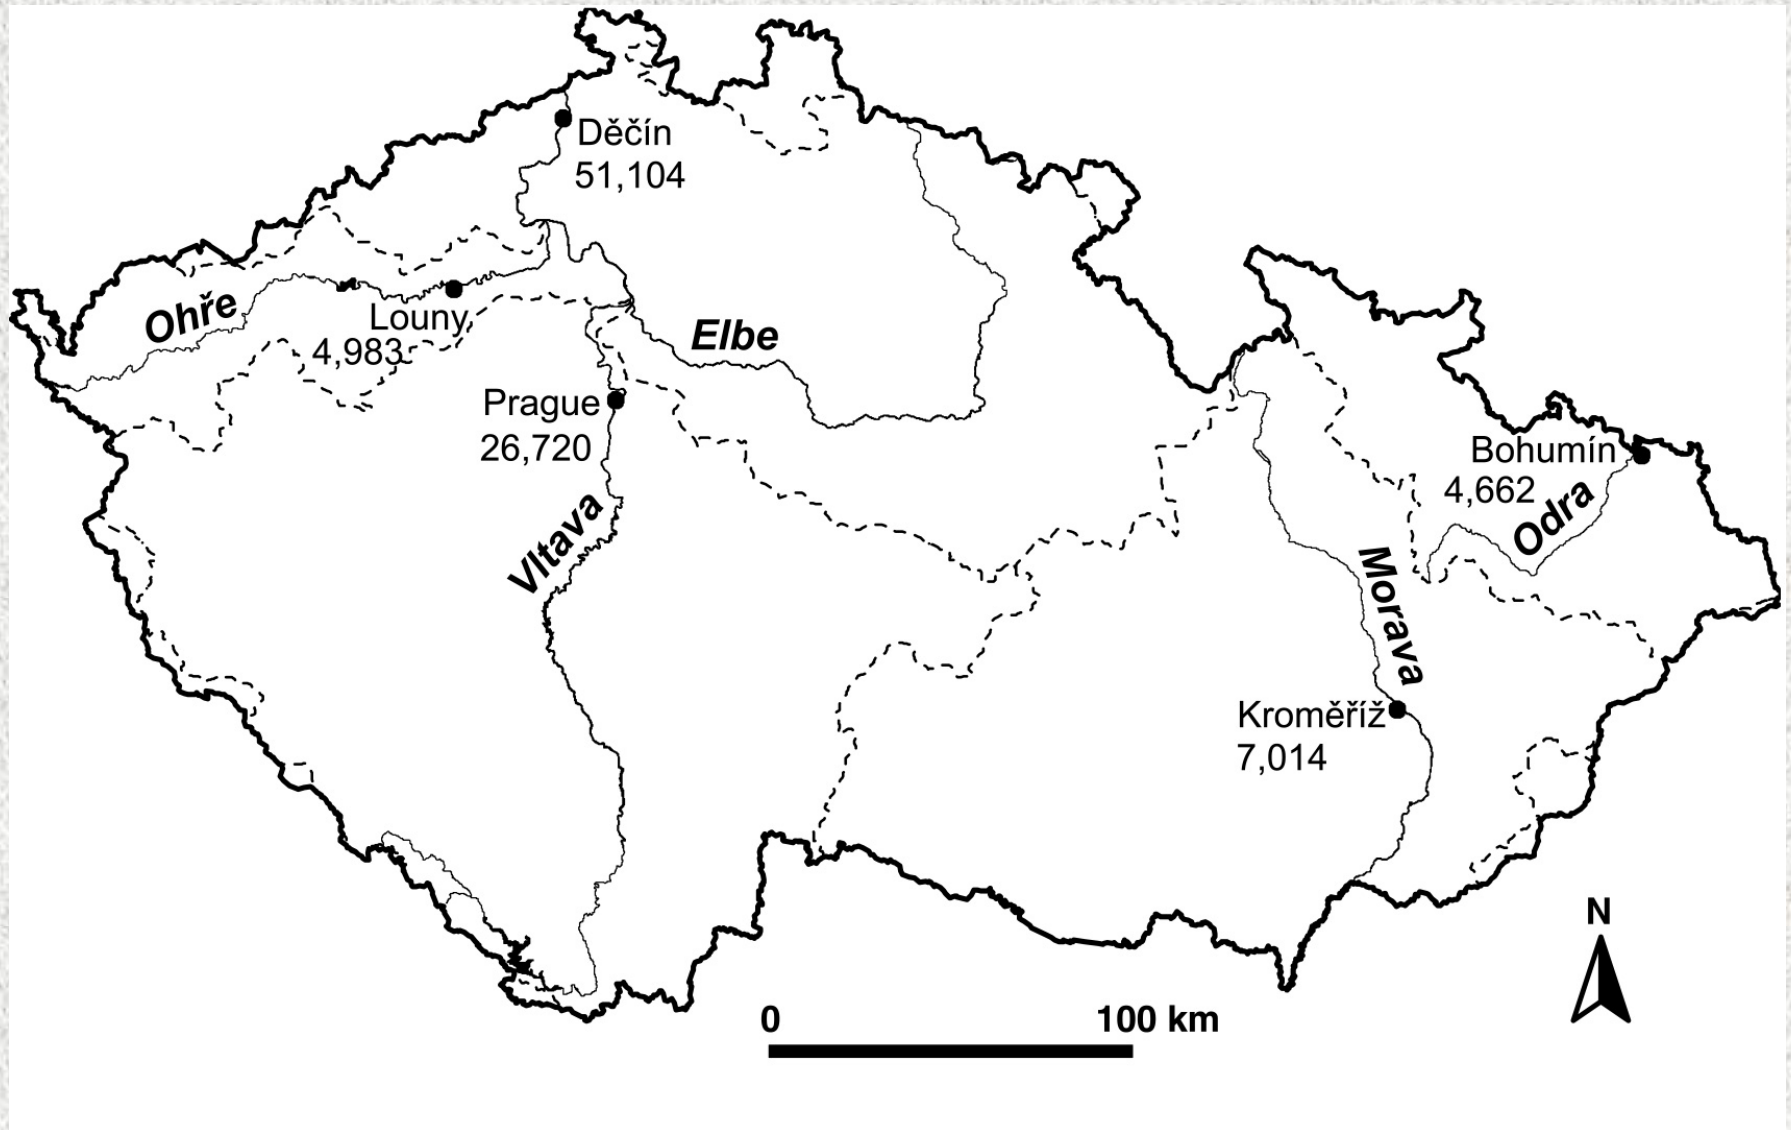 Děčín
51,104
Ohře
Louny
4,983
Elbe
Prague
26,720
Vltava
Bohumín
4,662
Odra
Morava
Kroměříž
7,014
N
0 100 km